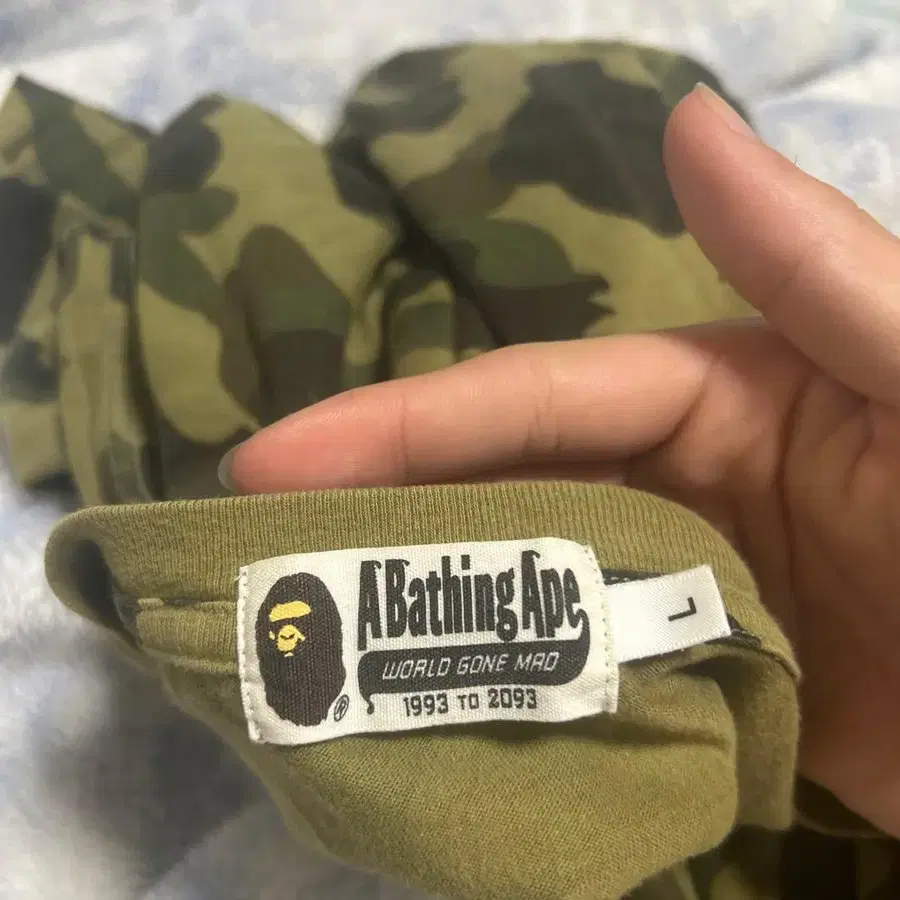 A Bathing Ape
WORLD GONE MAD
1993 TO 2093
®
L